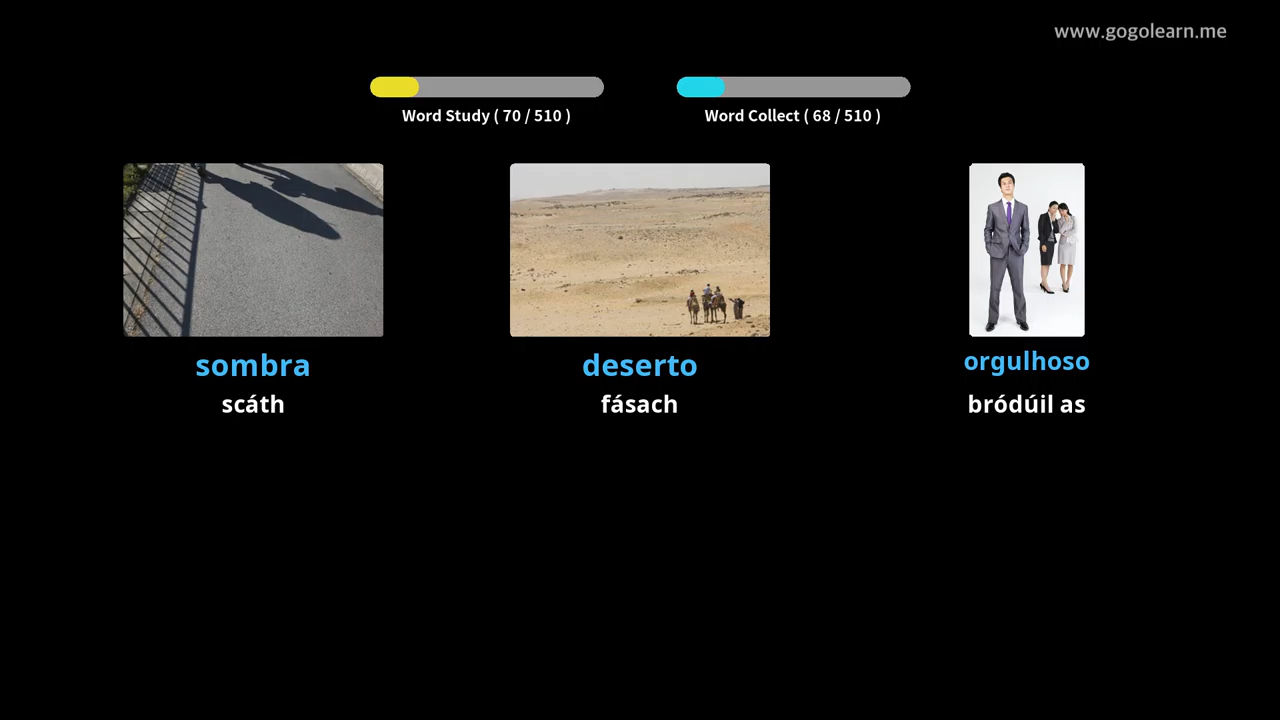 www.gogolearn.me
Word Study ( 70 / 510 )
Word Collect ( 68 / 510 )
sombra
scáth
deserto
fásach
orgulhoso
bródúil as